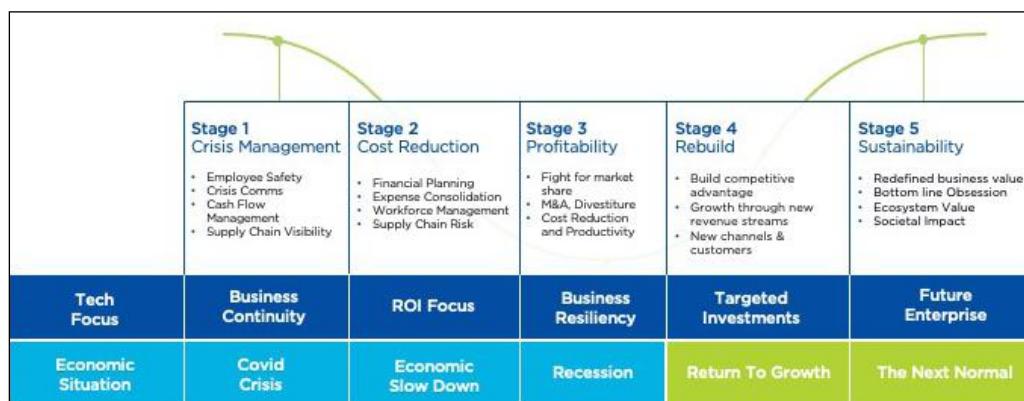 Stage 1
Crisis Management
• Employee Safety
• Crisis Comms
• Cash Flow
Management
• Supply Chain Visibility
Stage 2
Cost Reduction
• Financial Planning
• Expense Consolidation
• Workforce Management
• Supply Chain Risk
Stage 3
Profitability
• Fight for market
share
• M&A, Divestiture
• Cost Reduction
and Productivity
Stage 4
Rebuild
• Build competitive
advantage
• Growth through new
revenue streams
• New channels &
customers
Stage 5
Sustainability
• Redefined business value
• Bottom line Obsession
• Ecosystem Value
• Societal Impact
Tech
Focus
Business
Continuity
ROI Focus
Business
Resiliency
Targeted
Investments
Future
Enterprise
Economic
Situation
Covid
Crisis
Economic
Slow Down
Recession
Return To Growth
The Next Normal